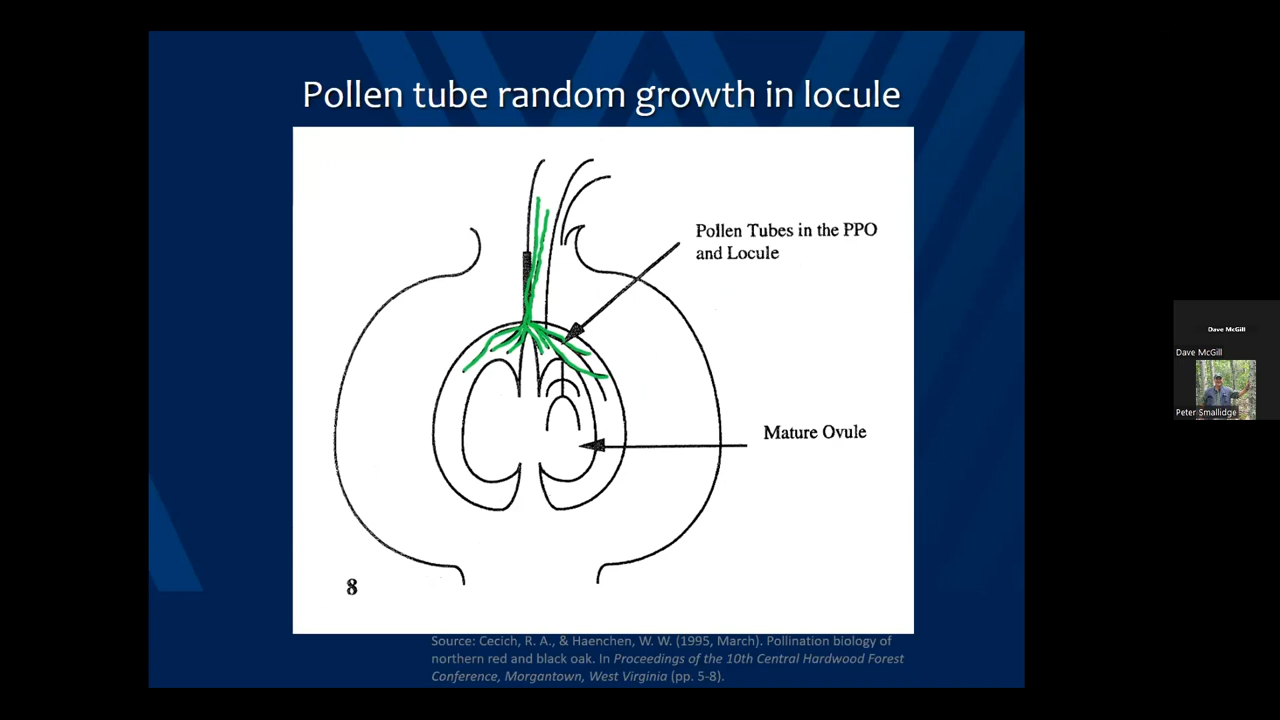 Pollen tube random growth in locule
Pollen Tubes in the PPO
and Locule
Mature Ovule
8
Source: Cecich, R. A., & Haenchen, W. W. (1995, March). Pollination biology of
northern red and black oak. In Proceedings of the 10th Central Hardwood Forest
Conference, Morgantown, West Virginia (pp. 5-8).
Dave McGill
Dave McGill
Peter Smallidge